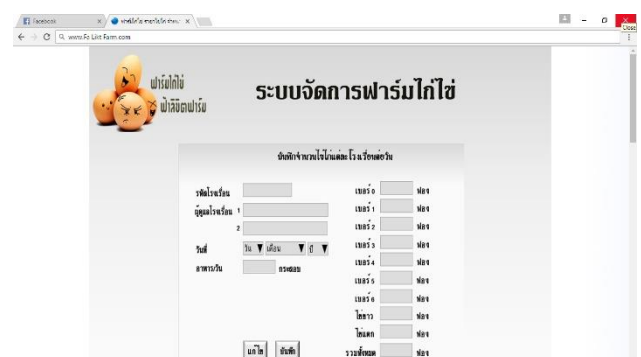 Facebook
Close
www.Fa Likit Farm.com
ฟาร์มไก่ไข่
ฟ้าลิขิตฟาร์ม
ระบบจัดการฟาร์มไก่ไข่
บันทึกจำนวนไข่ไก่แต่ละโรงเรือนต่อวัน
รหัสโรงเรือน
ผู้ดูแลโรงเรือน 1
2
วันที่ วัน ▼ เดือน ▼ ปี ▼
อาหาร/วัน กระสอบ
เบอร์ 0 ฟอง
เบอร์ 1 ฟอง
เบอร์ 2 ฟอง
เบอร์ 3 ฟอง
เบอร์ 4 ฟอง
เบอร์ 5 ฟอง
เบอร์ 6 ฟอง
ไข่ขาว ฟอง
ไข่แตก ฟอง
รวมทั้งหมด ฟอง
แก้ไข บันทึก